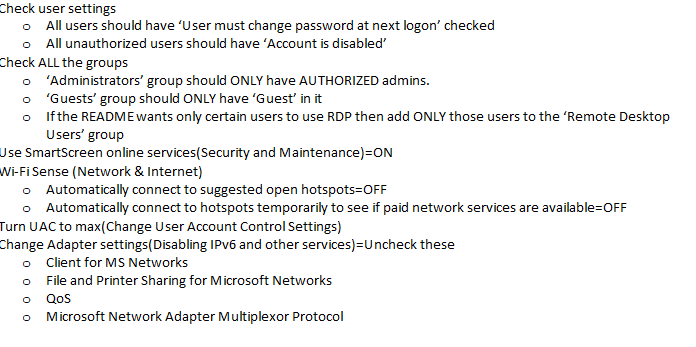 Check user settings
o All users should have ‘User must change password at next logon’ checked
o All unauthorized users should have ‘Account is disabled’
Check ALL the groups
o ‘Administrators’ group should ONLY have AUTHORIZED admins.
o ‘Guests’ group should ONLY have ‘Guest’ in it
o If the README wants only certain users to use RDP then add ONLY those users to the ‘Remote Desktop
Users’ group
Use SmartScreen online services(Security and Maintenance)=ON
Wi-Fi Sense (Network & Internet)
o Automatically connect to suggested open hotspots=OFF
o Automatically connect to hotspots temporarily to see if paid network services are available=OFF
Turn UAC to max(Change User Account Control Settings)
Change Adapter settings(Disabling IPv6 and other services)=Uncheck these
o Client for MS Networks
o File and Printer Sharing for Microsoft Networks
o QoS
o Microsoft Network Adapter Multiplexor Protocol